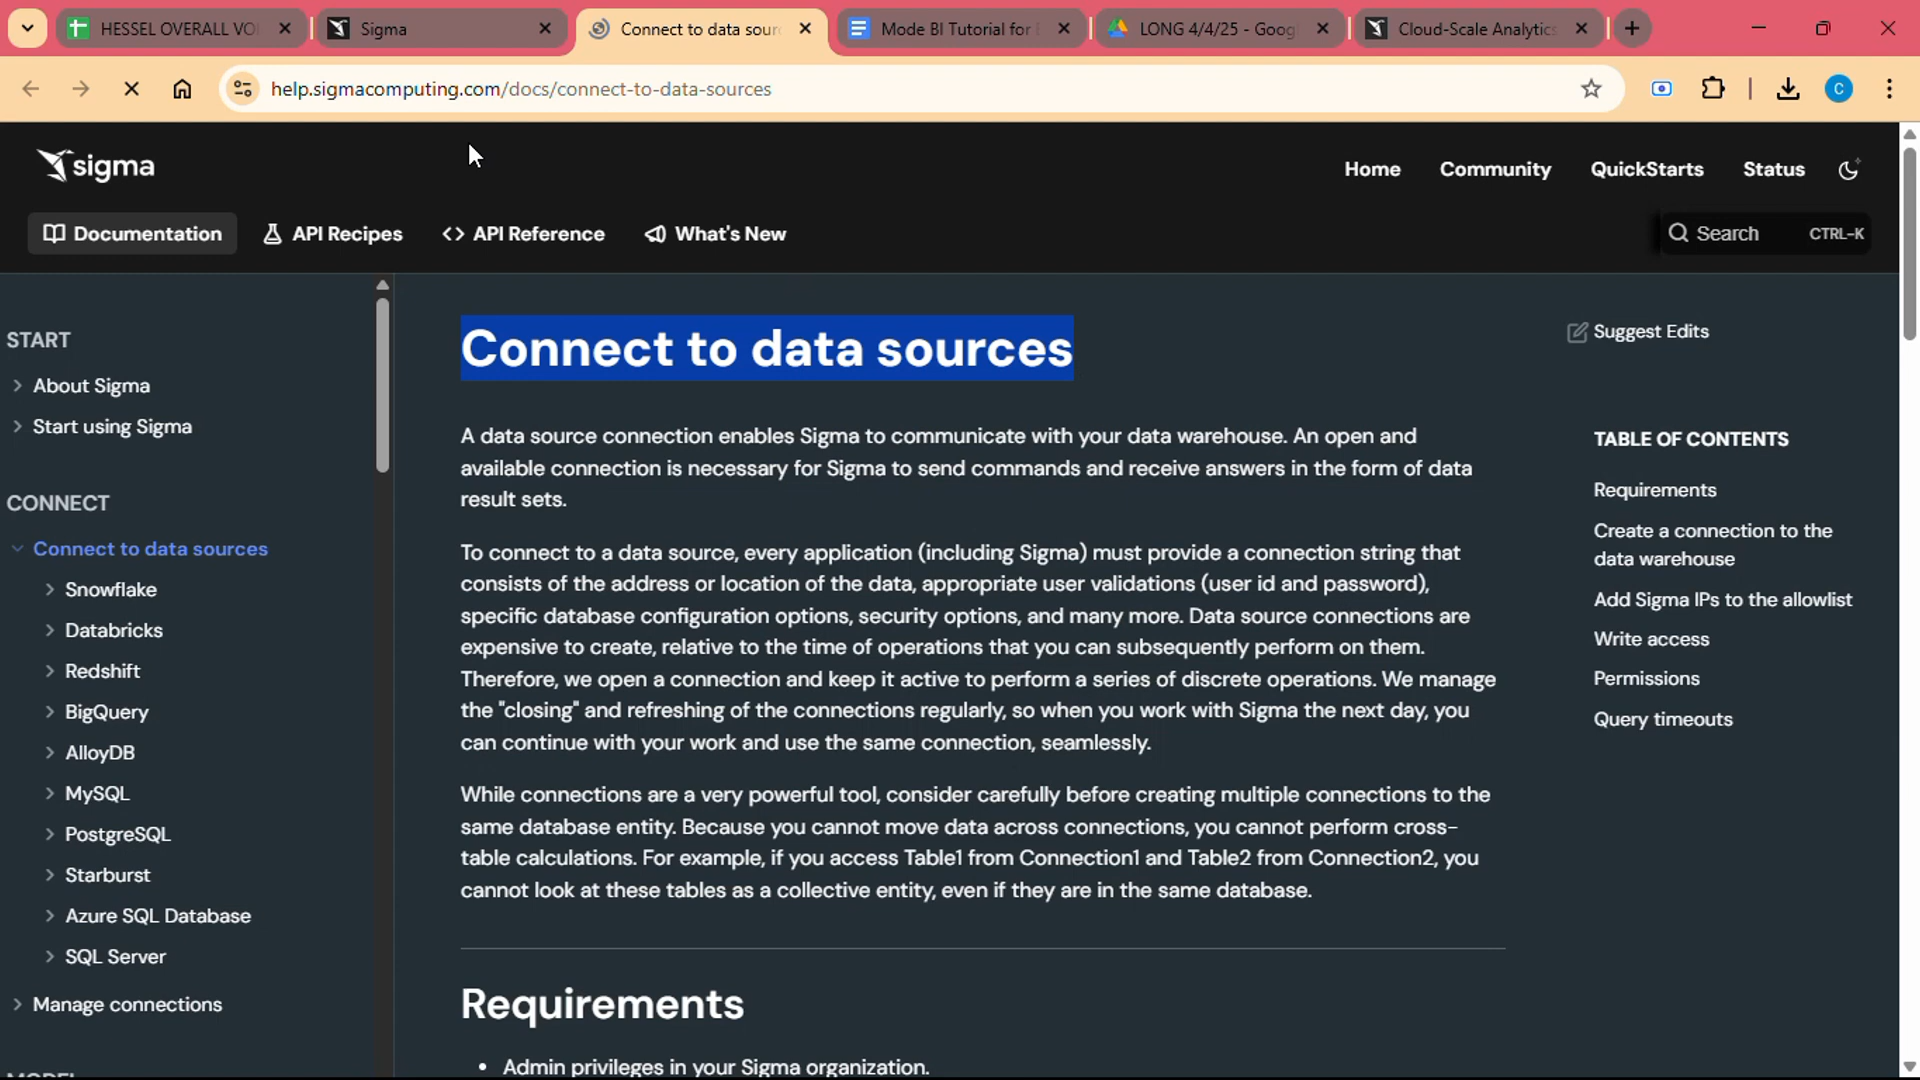 HESSEL OVERALL VO
Sigma
Connect to data sour
Mode BI Tutorial for
LONG 4/4/25 - Goog
Cloud-Scale Analytics
help.sigmacomputing.com/docs/connect-to-data-sources
C
sigma
Home
Community
QuickStarts
Status
Documentation
API Recipes
API Reference
What's New
Search
CTRL-K
START
About Sigma
Start using Sigma
CONNECT
Connect to data sources
Snowflake
Databricks
Redshift
BigQuery
AlloyDB
MySQL
PostgreSQL
Starburst
Azure SQL Database
SQL Server
Manage connections
MODEL
Connect to data sources
A data source connection enables Sigma to communicate with your data warehouse. An open and
available connection is necessary for Sigma to send commands and receive answers in the form of data
result sets.
To connect to a data source, every application (including Sigma) must provide a connection string that
consists of the address or location of the data, appropriate user validations (user id and password),
specific database configuration options, security options, and many more. Data source connections are
expensive to create, relative to the time of operations that you can subsequently perform on them.
Therefore, we open a connection and keep it active to perform a series of discrete operations. We manage
the "closing" and refreshing of the connections regularly, so when you work with Sigma the next day, you
can continue with your work and use the same connection, seamlessly.
While connections are a very powerful tool, consider carefully before creating multiple connections to the
same database entity. Because you cannot move data across connections, you cannot perform cross-
table calculations. For example, if you access Table1 from Connection1 and Table2 from Connection2, you
cannot look at these tables as a collective entity, even if they are in the same database.
Requirements
• Admin privileges in your Sigma organization.
Suggest Edits
TABLE OF CONTENTS
Requirements
Create a connection to the
data warehouse
Add Sigma IPs to the allowlist
Write access
Permissions
Query timeouts